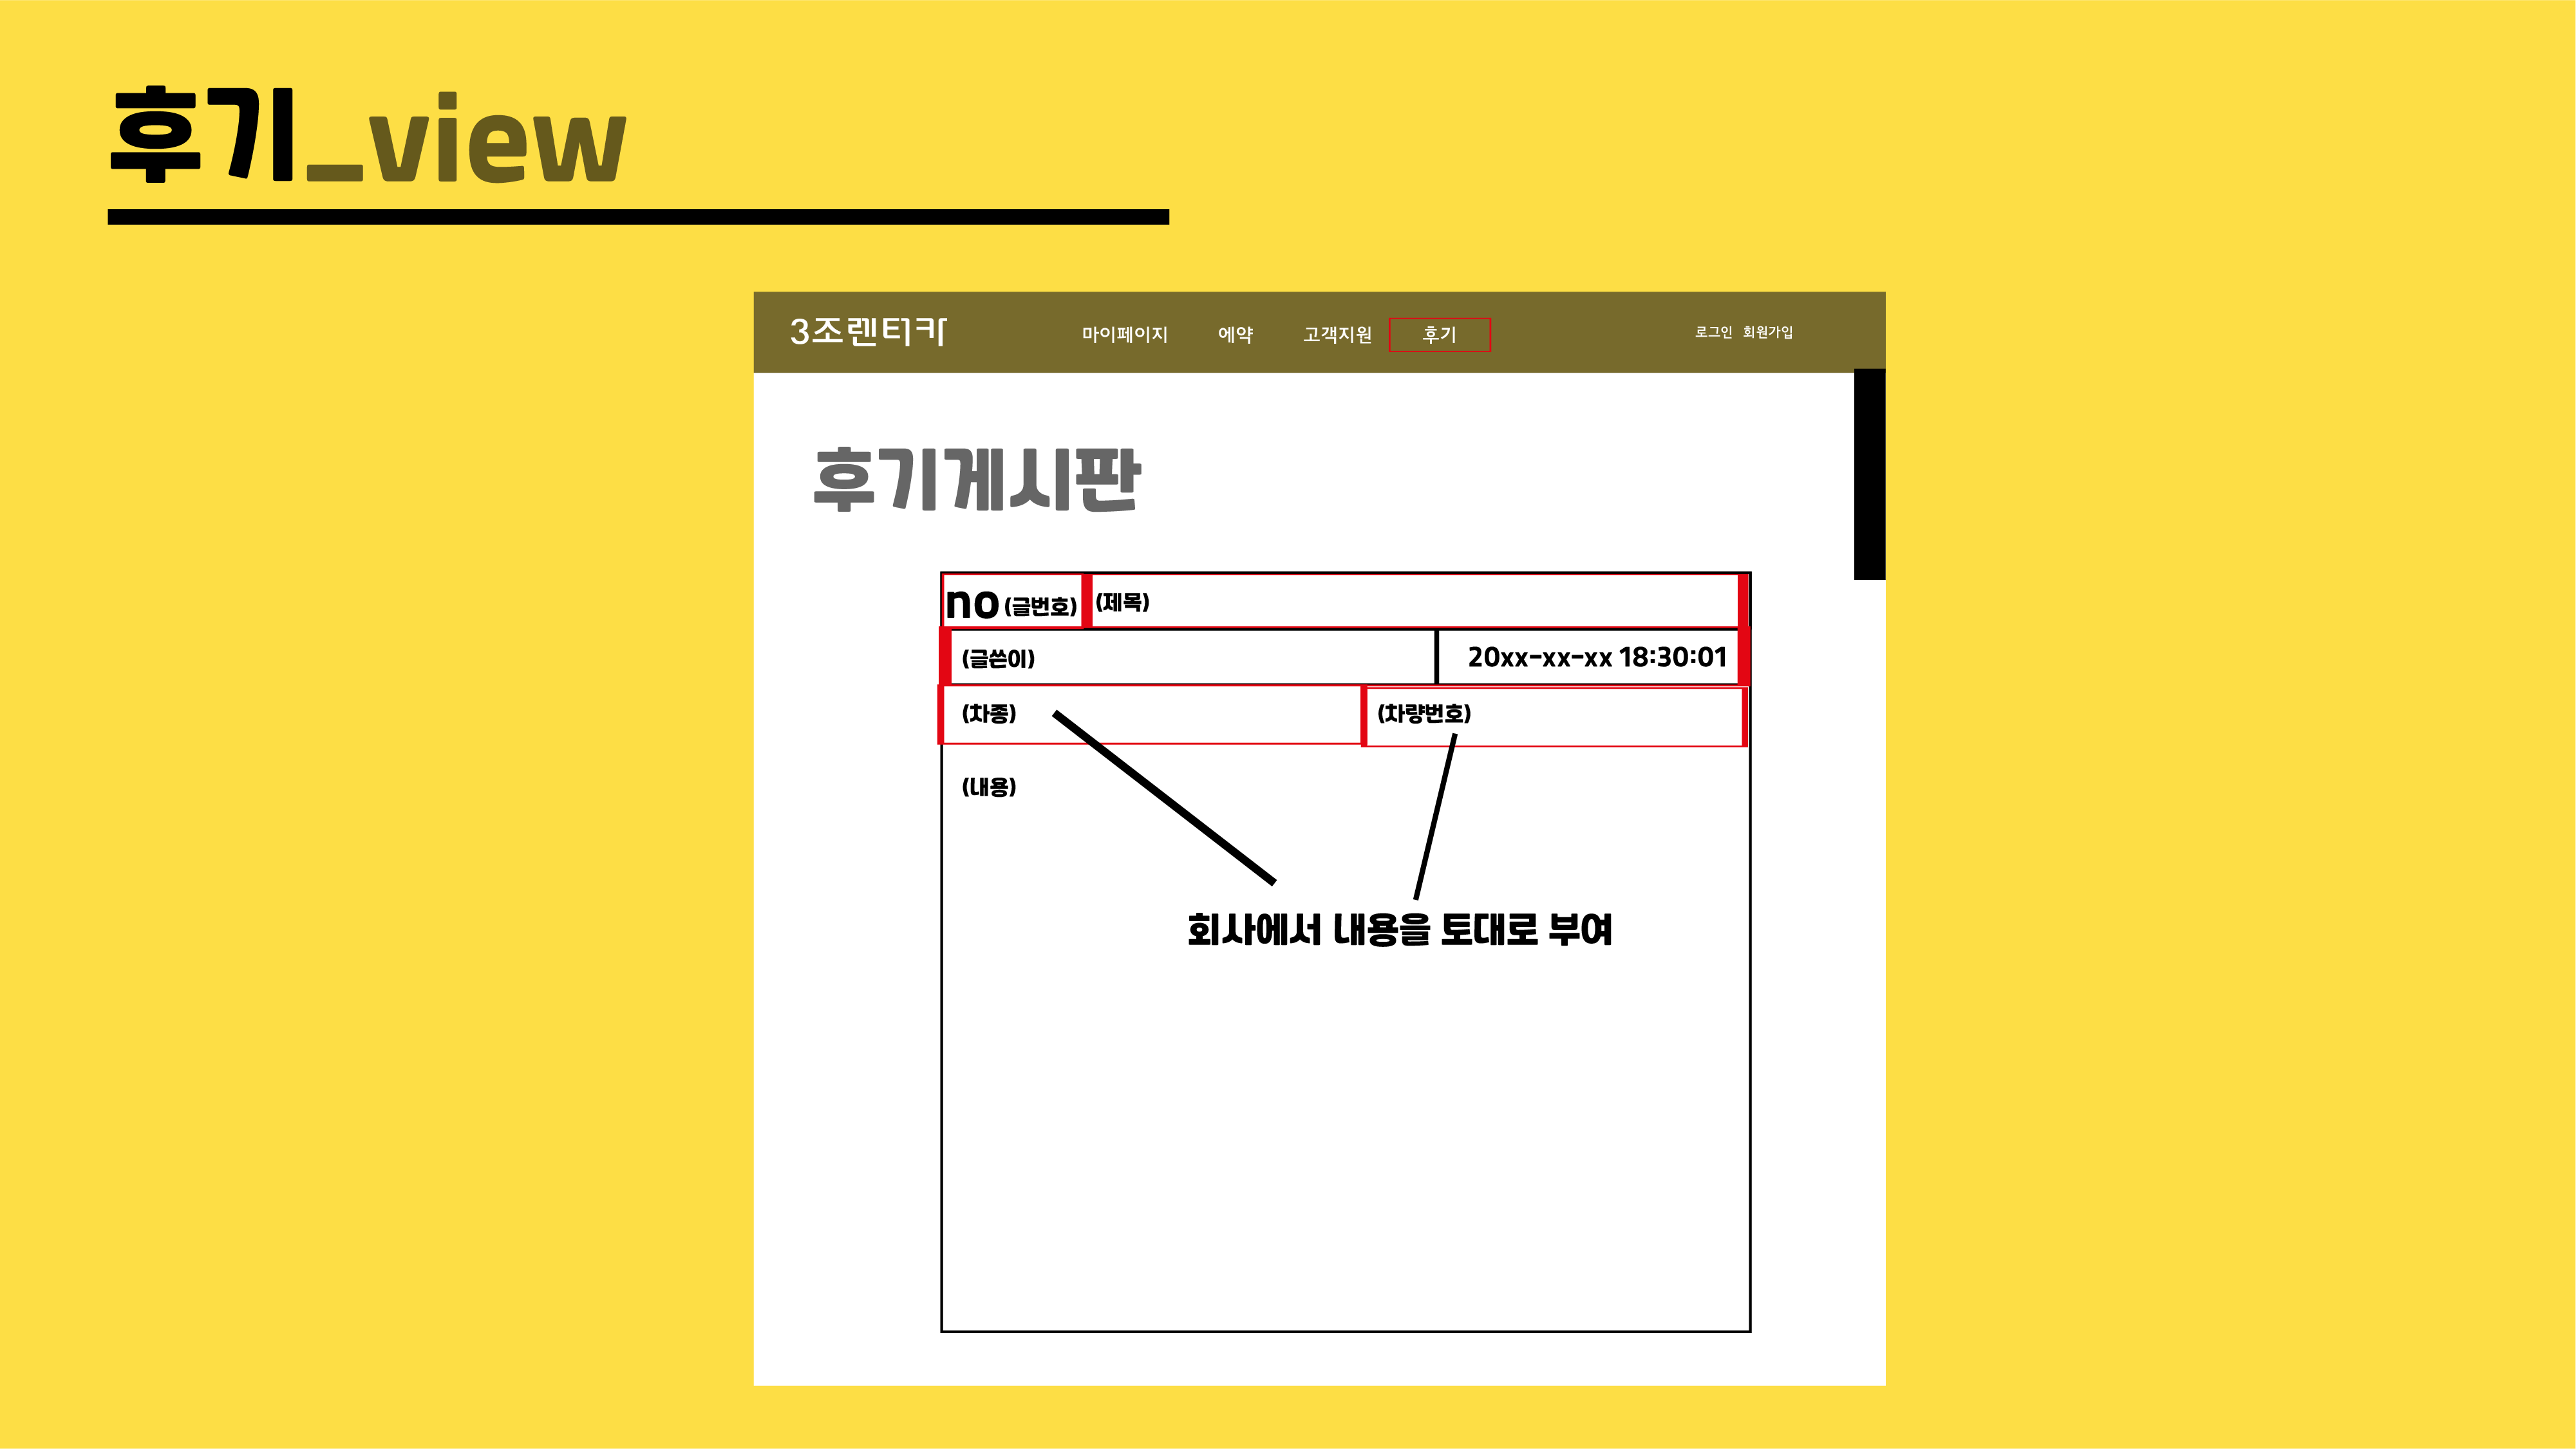 후기_view
3조렌터카 마이페이지 에약 고객지원 후기 로그인 회원가입
후기게시판
no (글번호) (제목)
(글쓴이) 20xx-xx-xx 18:30:01
(차종) (차량번호)
(내용)
회사에서 내용을 토대로 부여